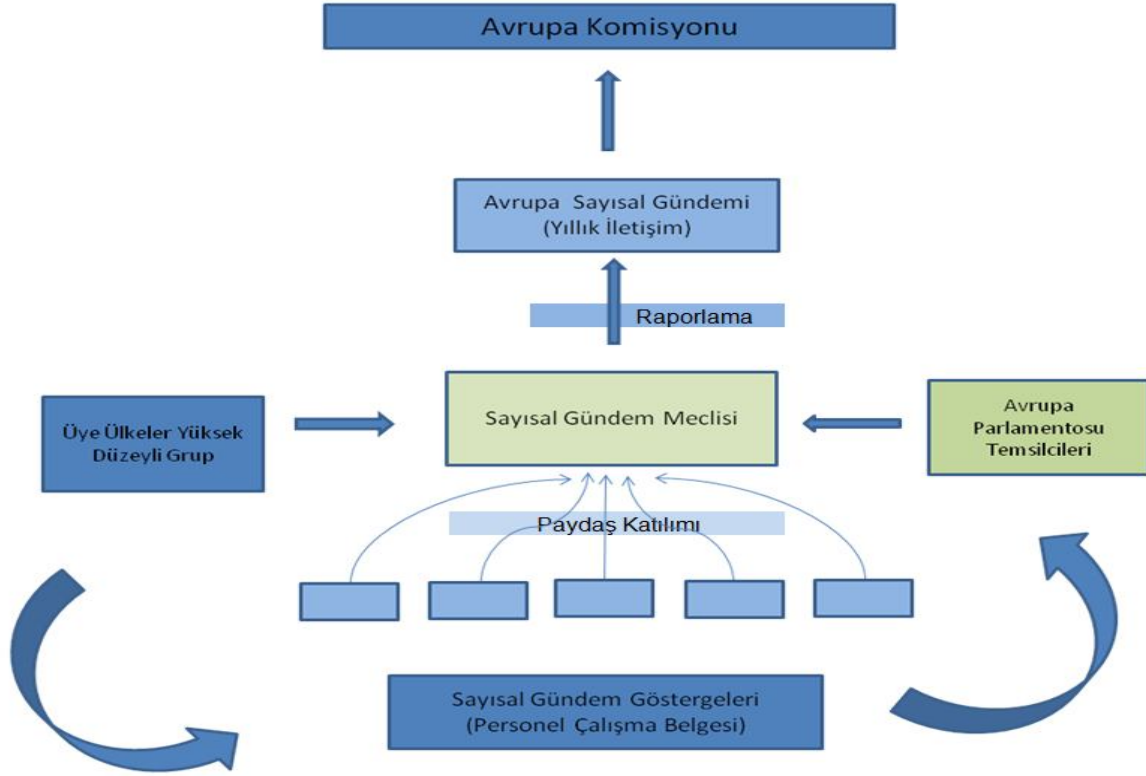 Avrupa Komisyonu
Avrupa Sayısal Gündemi
(Yıllık İletişim)
Raporlama
Üye Ülkeler Yüksek
Düzeyli Grup
Sayısal Gündem Meclisi
Avrupa
Parlamentosu
Temsilcileri
Paydaş Katılımı
Sayısal Gündem Göstergeleri
(Personel Çalışma Belgesi)